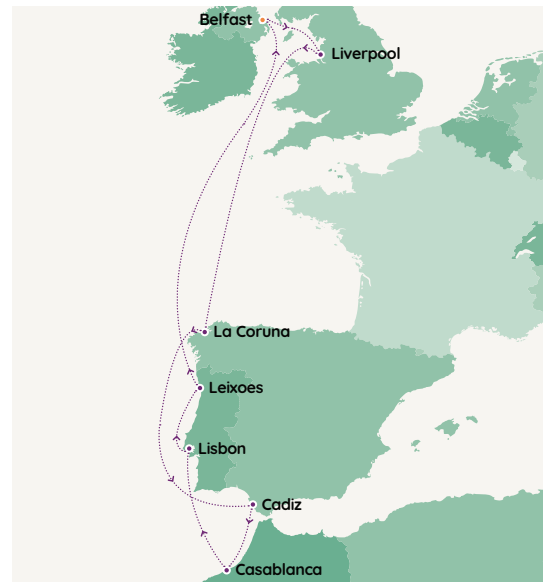 Belfast
Liverpool
La Coruna
Leixoes
Lisbon
Cadiz
Casablanca